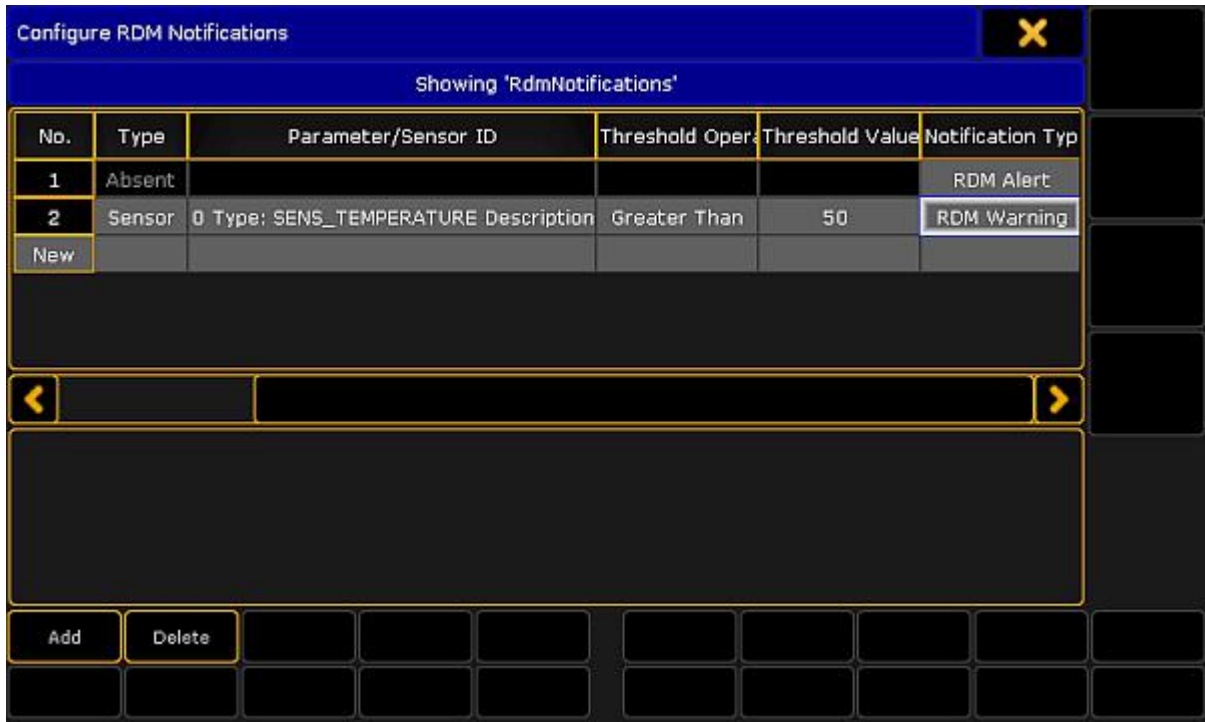 Configure RDM Notifications
Showing 'RdmNotifications'
No. Type Parameter/Sensor ID Threshold Opera Threshold Value Notification Typ
1 Absent RDM Alert
2 Sensor 0 Type: SENS_TEMPERATURE Description Greater Than 50 RDM Warning
New
Add Delete